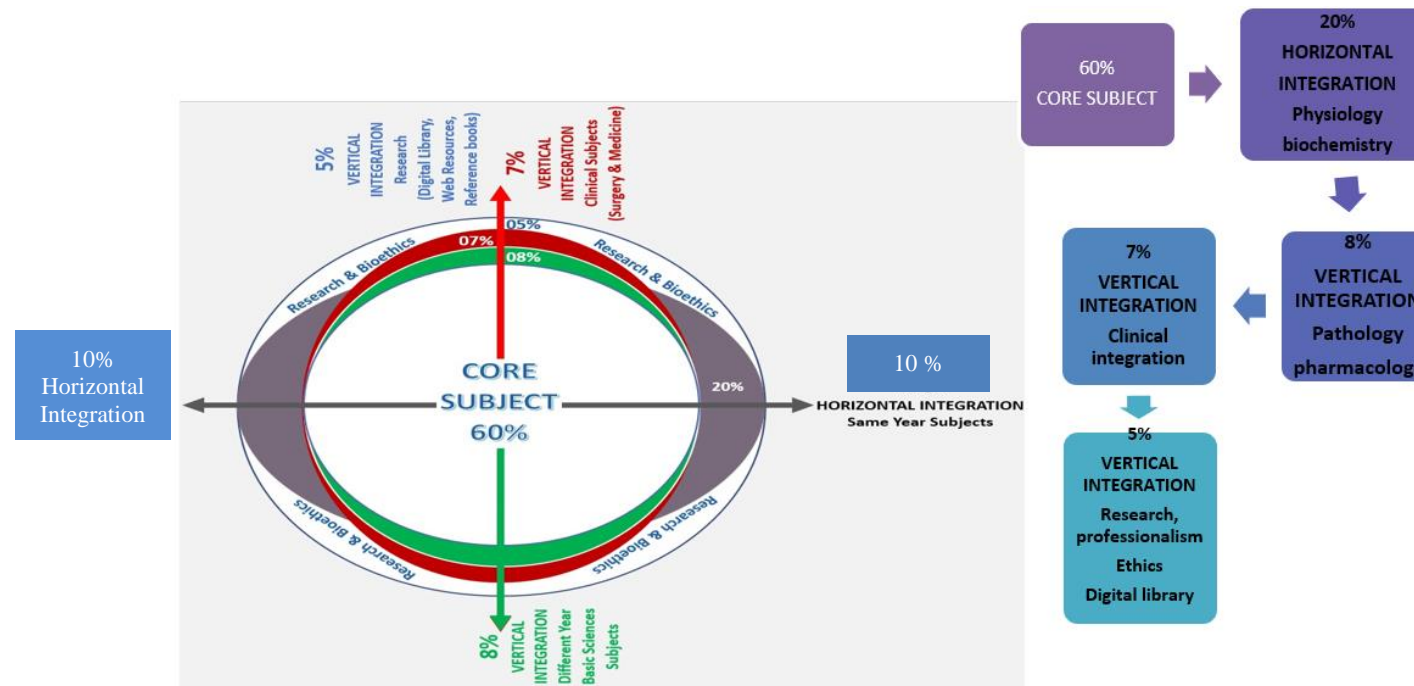 5%
VERTICAL
INTEGRATION
Research
(Digital Library,
Web Resources,
Reference books)
7%
VERTICAL
INTEGRATION
Clinical Subjects
(Surgery & Medicine)
05%
07%
08%
Research & Bioethics
Research & Bioethics
10%
Horizontal
Integration
CORE
SUBJECT
60%
20%
10 %
HORIZONTAL INTEGRATION
Same Year Subjects
Research & Bioethics
Research & Bioethics
8%
VERTICAL
INTEGRATION
Different Year
Basic Sciences
Subjects
60%
CORE SUBJECT
20%
HORIZONTAL
INTEGRATION
Physiology
biochemistry
8%
VERTICAL
INTEGRATION
Pathology
pharmacolog
7%
VERTICAL
INTEGRATION
Clinical
integration
5%
VERTICAL
INTEGRATION
Research,
professionalism
Ethics
Digital library